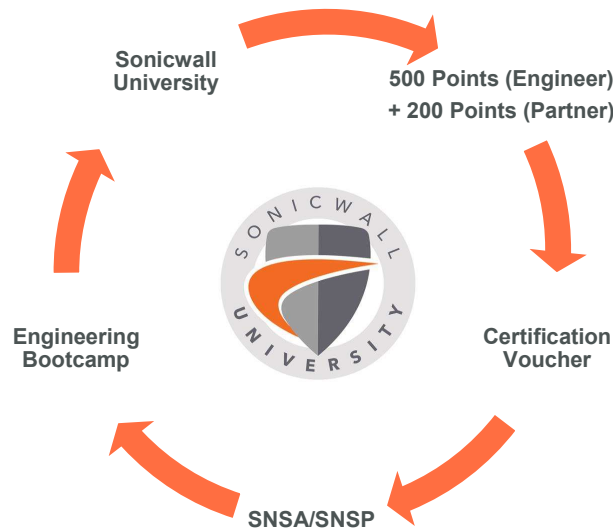 Sonicwall
University
500 Points (Engineer)
+ 200 Points (Partner)
SONICWALL
UNIVERSITY
Engineering
Bootcamp
Certification
Voucher
SNSA/SNSP